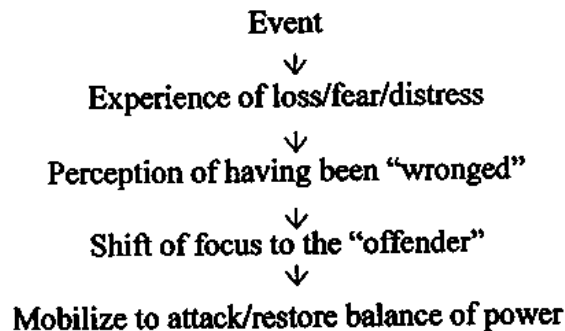 Event
↓
Experience of loss/fear/distress
↓
Perception of having been “wronged”
↓
Shift of focus to the “offender”
↓
Mobilize to attack/restore balance of power